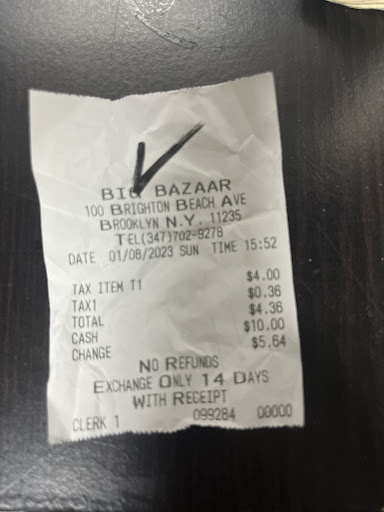 BIG BAZAAR
100 BRIGHTON BEACH AVE
BROOKLYN N.Y. 11235
TEL(347)702-9278
DATE 01/08/2023 SUN TIME 15:52
TAX ITEM T1 $4.00
TAX1 $0.36
TOTAL $4.36
CASH $10.00
CHANGE $5.64
NO REFUNDS
EXCHANGE ONLY 14 DAYS
WITH RECEIPT
CLERK 1 099284 00000